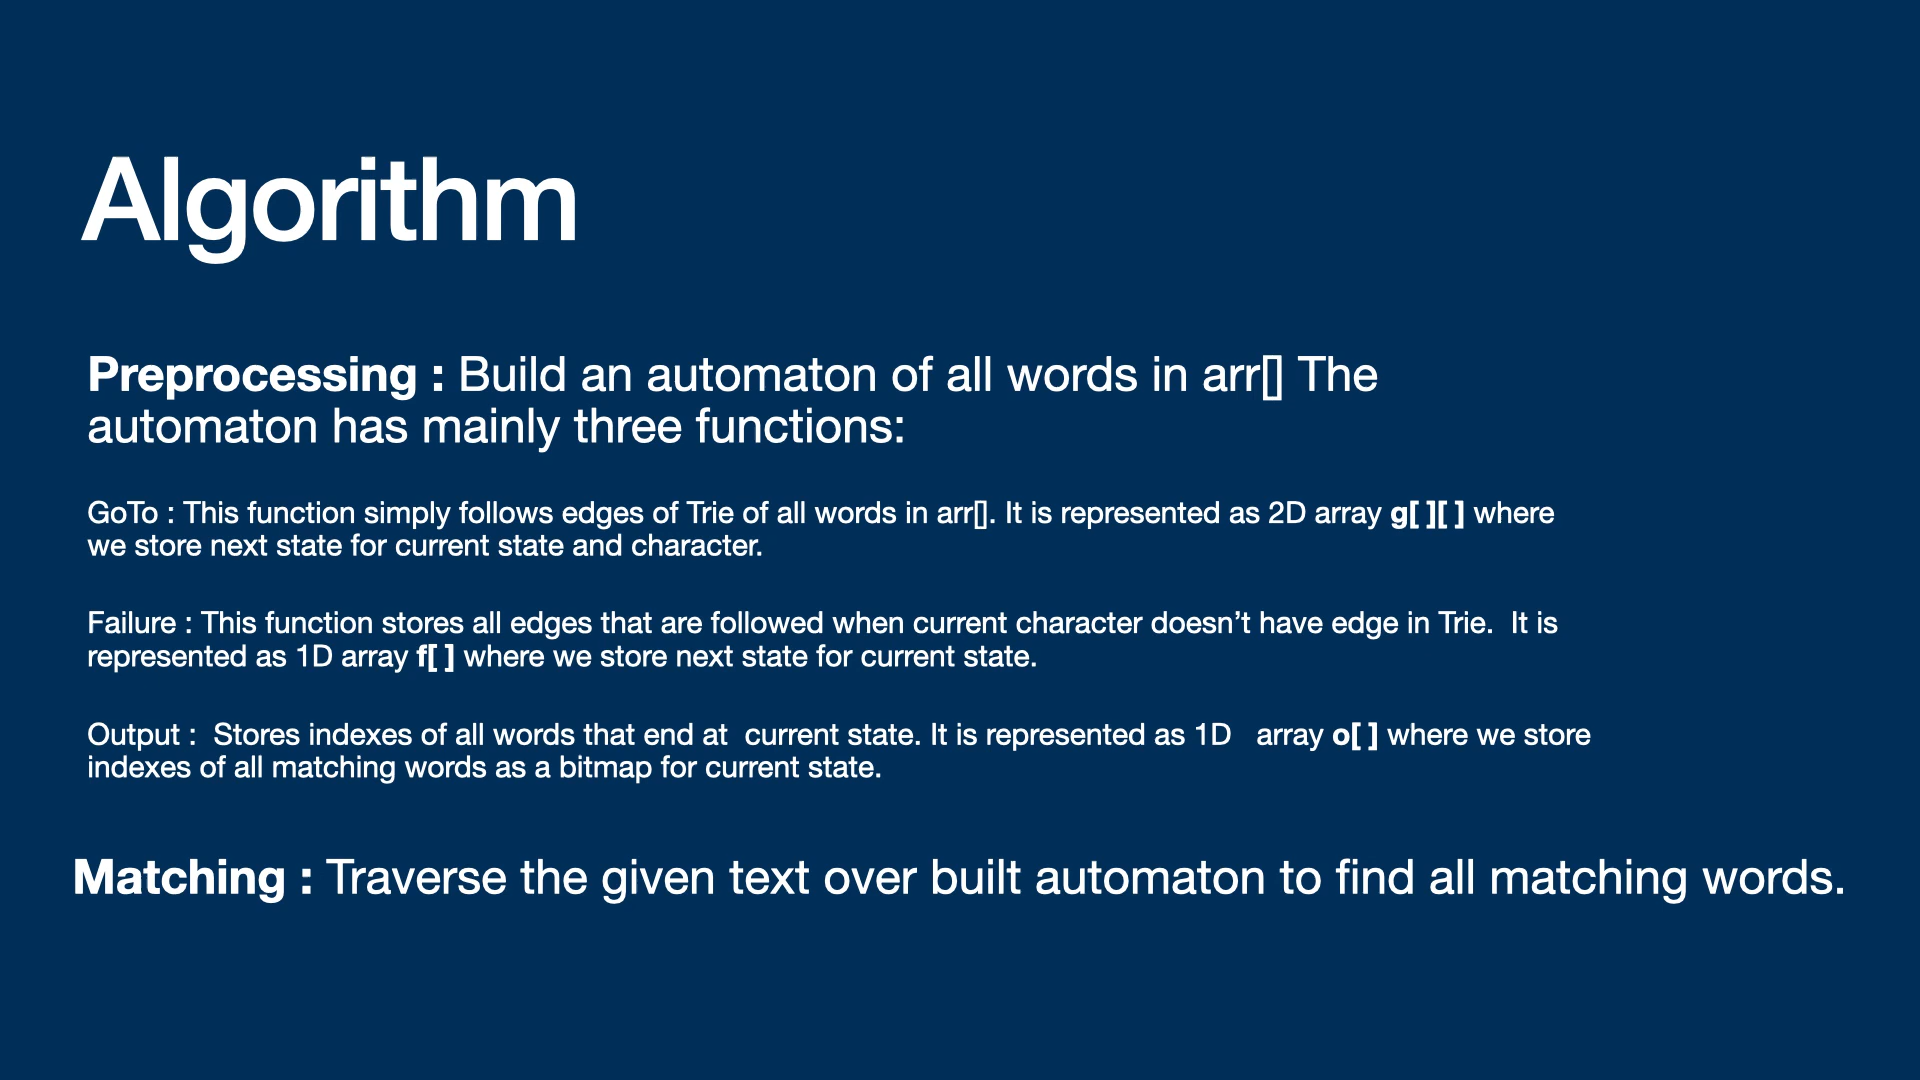 Algorithm
Preprocessing : Build an automaton of all words in arr[] The
automaton has mainly three functions:
GoTo : This function simply follows edges of Trie of all words in arr[]. It is represented as 2D array g[ ][ ] where
we store next state for current state and character.
Failure : This function stores all edges that are followed when current character doesn’t have edge in Trie.  It is
represented as 1D array f[ ] where we store next state for current state.
Output :  Stores indexes of all words that end at  current state. It is represented as 1D   array o[ ] where we store
indexes of all matching words as a bitmap for current state.
Matching : Traverse the given text over built automaton to find all matching words.